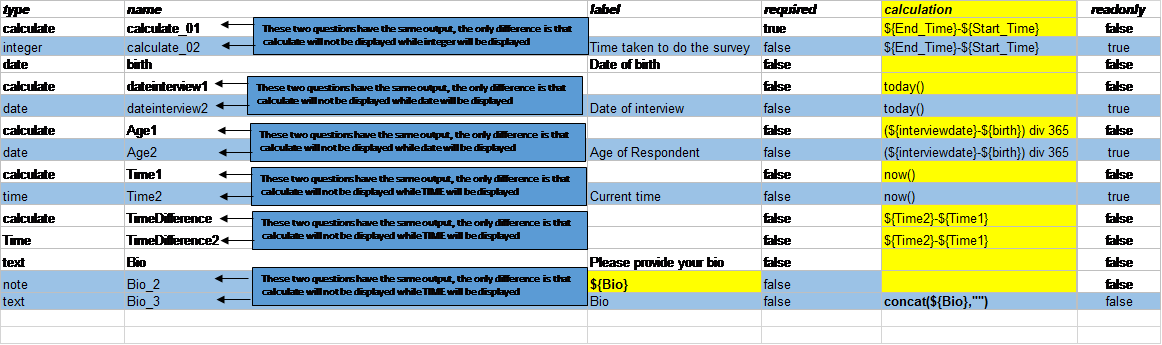 type name label required calculation readonly
calculate calculate_01 true ${End_Time}-${Start_Time} false
These two questions have the same output, the only difference is that
calculate will not be displayed while integer will be displayed
integer calculate_02 Time taken to do the survey false ${End_Time}-${Start_Time} true
date birth Date of birth false false
calculate dateinterview1 false today() false
These two questions have the same output, the only difference is that
calculate will not be displayed while date will be displayed
date dateinterview2 Date of interview false today() true
calculate Age1 false (${interviewdate}-${birth}) div 365 false
These two questions have the same output, the only difference is that
calculate will not be displayed while date will be displayed
date Age2 Age of Respondent false (${interviewdate}-${birth}) div 365 true
calculate Time1 false now() false
These two questions have the same output, the only difference is that
calculate will not be displayed while TIME will be displayed
time Time2 Current time false now() true
calculate TimeDifference false ${Time2}-${Time1} false
These two questions have the same output, the only difference is that
calculate will not be displayed while TIME will be displayed
Time TimeDifference2 false ${Time2}-${Time1} false
text Bio Please provide your bio false false
These two questions have the same output, the only difference is that
calculate will not be displayed while TIME will be displayed
note Bio_2 ${Bio} false false
text Bio_3 Bio false concat(${Bio},"") false